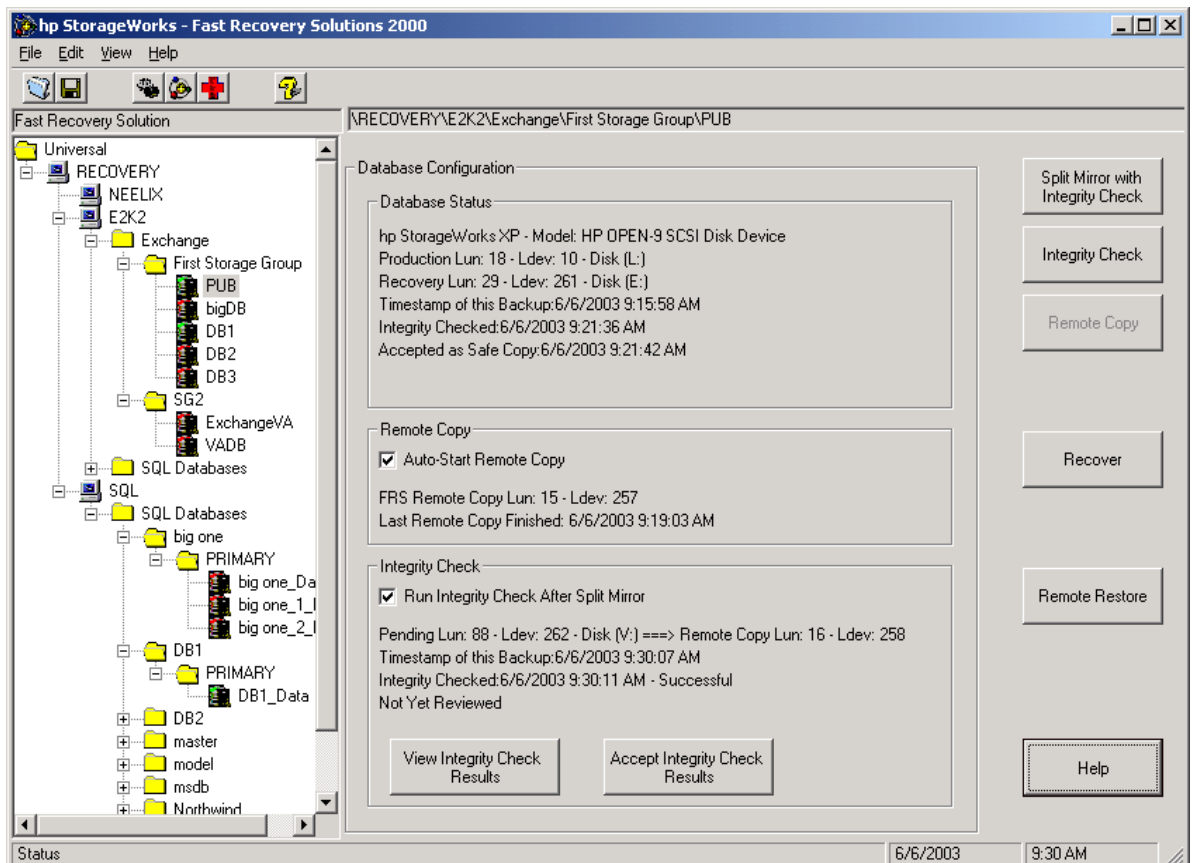 hp StorageWorks - Fast Recovery Solutions 2000
File Edit View Help
Fast Recovery Solution
\RECOVERY\E2K2\Exchange\First Storage Group\PUB
Universal
RECOVERY
NEELIX
E2K2
Exchange
First Storage Group
PUB
bigDB
DB1
DB2
DB3
SG2
ExchangeVA
VADB
SQL Databases
SQL
SQL Databases
big one
PRIMARY
big one_Da
big one_1_l
big one_2_l
DB1
PRIMARY
DB1_Data
DB2
master
model
msdb
Northwind
Database Configuration
Database Status
hp StorageWorks XP - Model: HP OPEN-9 SCSI Disk Device
Production Lun: 18 - Ldev: 10 - Disk (L:)
Recovery Lun: 29 - Ldev: 261 - Disk (E:)
Timestamp of this Backup:6/6/2003 9:15:58 AM
Integrity Checked:6/6/2003 9:21:36 AM
Accepted as Safe Copy:6/6/2003 9:21:42 AM
Remote Copy
Auto-Start Remote Copy
FRS Remote Copy Lun: 15 - Ldev: 257
Last Remote Copy Finished: 6/6/2003 9:19:03 AM
Integrity Check
Run Integrity Check After Split Mirror
Pending Lun: 88 - Ldev: 262 - Disk (V:) ===> Remote Copy Lun: 16 - Ldev: 258
Timestamp of this Backup:6/6/2003 9:30:07 AM
Integrity Checked:6/6/2003 9:30:11 AM - Successful
Not Yet Reviewed
View Integrity Check
Results
Accept Integrity Check
Results
Split Mirror with
Integrity Check
Integrity Check
Remote Copy
Recover
Remote Restore
Help
Status
6/6/2003
9:30 AM